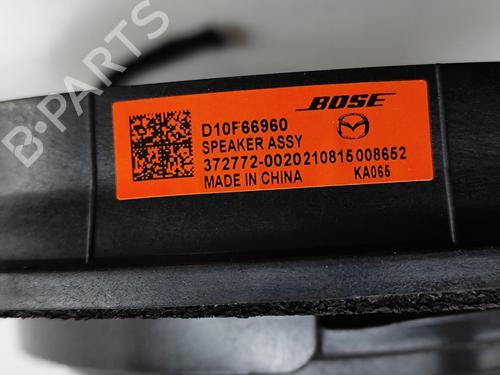 B-PARTS
BOSE
D10F66960
SPEAKER ASSY
372772-0020210815008652
MADE IN CHINA KA065